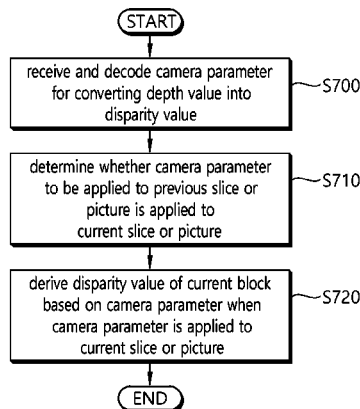 START
receive and decode camera parameter
for converting depth value into
disparity value
S700
determine whether camera parameter
to be applied to previous slice or
picture is applied to
current slice or picture
S710
derive disparity value of current block
based on camera parameter when
camera parameter is applied to
current slice or picture
S720
END